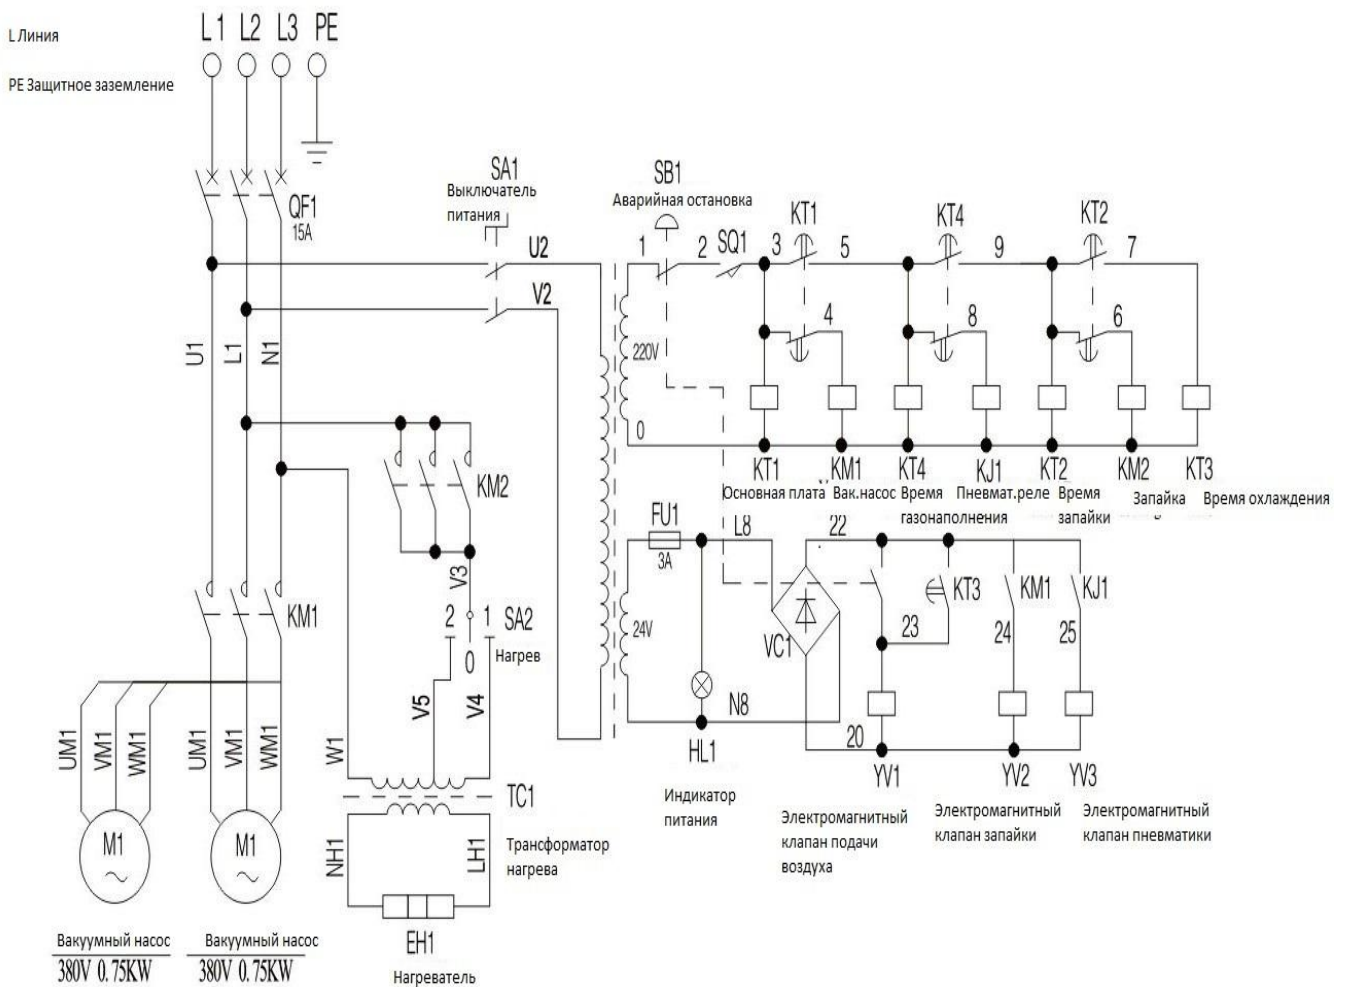 L1 L2 L3 PE
L Линия
PE Защитное заземление
QF1
15A
SA1
Выключатель
питания
SB1
Аварийная остановка
U2
V2
1
2
SQ1
3
KT1
5
KT4
9
KT2
7
4
8
6
U1
L1
N1
220V
0
KM2
KT1
KM1
KT4
KJ1
KT2
KM2
KT3
Основная плата
Вак.насос
Время
газонаполнения
Пневмат.реле
Время
запайки
Запайка
Время охлаждения
FU1
3A
L8
22
V3
KM1
2
1
SA2
0
Нагрев
24V
VC1
KT3
KM1
KJ1
23
24
25
V5
V4
N8
20
HL1
YV1
YV2
YV3
UM1
VM1
WM1
UM1
VM1
WM1
W1
TC1
Индикатор
питания
Электромагнитный
клапан подачи
воздуха
Электромагнитный
клапан запайки
Электромагнитный
клапан пневматики
M1
M1
NH1
LH1
Трансформатор
нагрева
EH1
Нагреватель
Вакуумный насос
380V 0.75KW
Вакуумный насос
380V 0.75KW